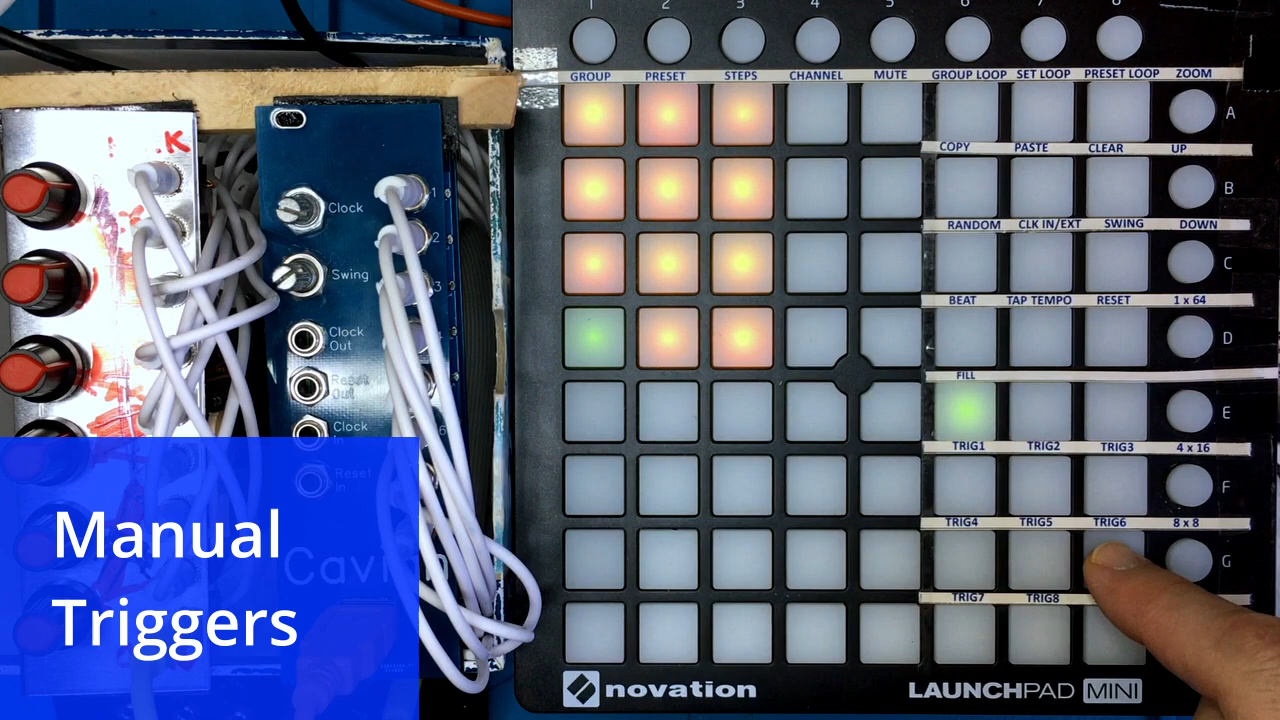 1 2 3 4 5 6 7 8
GROUP PRESET STEPS CHANNEL MUTE GROUP LOOP SET LOOP PRESET LOOP ZOOM
A
COPY PASTE CLEAR UP
B
RANDOM CLK IN/EXT SWING DOWN
C
BEAT TAP TEMPO RESET 1 x 64
D
FILL
E
TRIG1 TRIG2 TRIG3 4 x 16
F
TRIG4 TRIG5 TRIG6 8 x 8
G
TRIG7 TRIG8
novation LAUNCHPAD MINI
.K
Clock
1
2
Swing
3
Clock
Out
Reset
Out
Clock
In
6
Reset
In
Manual
Triggers